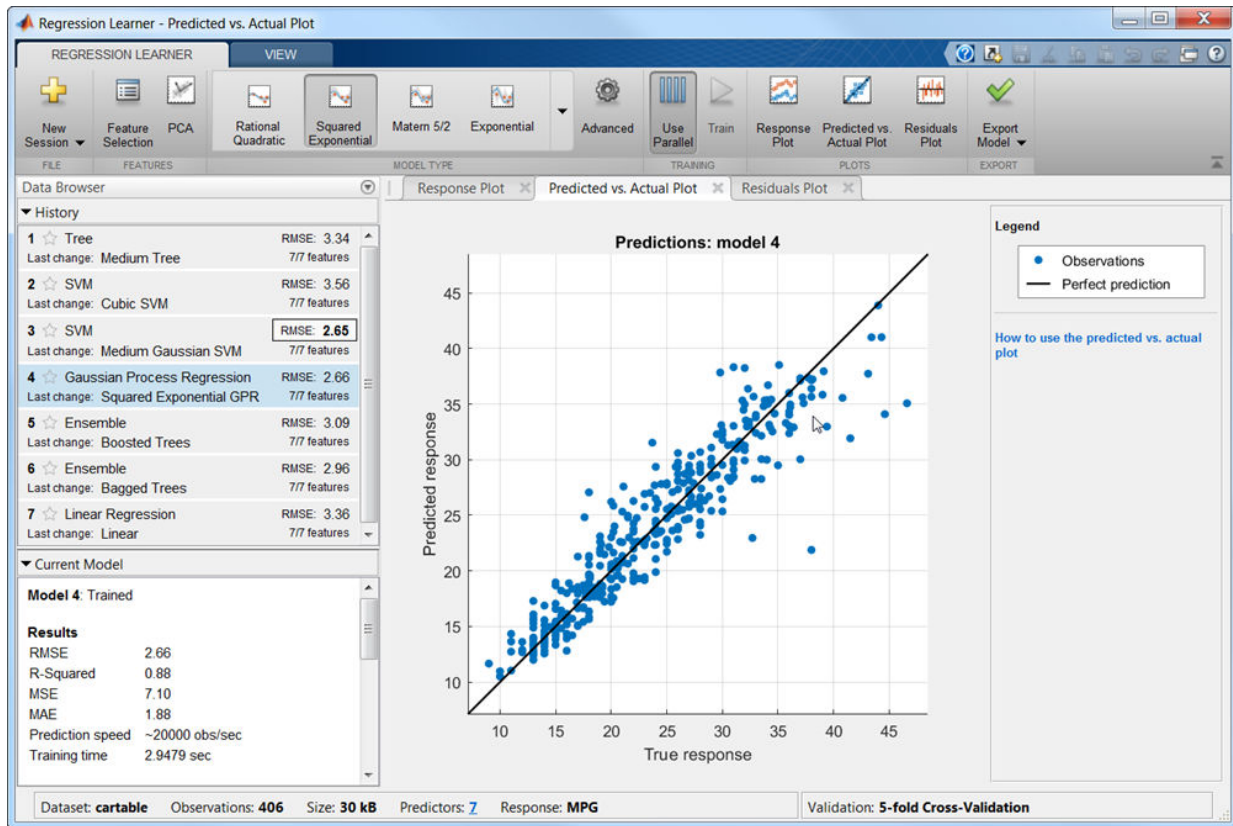 Regression Learner - Predicted vs. Actual Plot
REGRESSION LEARNER VIEW
New Session
Feature Selection
PCA
Rational Quadratic
Squared Exponential
Matern 5/2
Exponential
Advanced
Use Parallel
Train
Response Plot
Predicted vs. Actual Plot
Residuals Plot
Export Model
FILE FEATURES MODEL TYPE TRAINING PLOTS EXPORT
Data Browser
Response Plot Predicted vs. Actual Plot Residuals Plot
History
1 Tree RMSE: 3.34
Last change: Medium Tree 7/7 features
2 SVM RMSE: 3.56
Last change: Cubic SVM 7/7 features
3 SVM RMSE: 2.65
Last change: Medium Gaussian SVM 7/7 features
4 Gaussian Process Regression RMSE: 2.66
Last change: Squared Exponential GPR 7/7 features
5 Ensemble RMSE: 3.09
Last change: Boosted Trees 7/7 features
6 Ensemble RMSE: 2.96
Last change: Bagged Trees 7/7 features
7 Linear Regression RMSE: 3.36
Last change: Linear 7/7 features
Current Model
Model 4: Trained
Results
RMSE 2.66
R-Squared 0.88
MSE 7.10
MAE 1.88
Prediction speed ~20000 obs/sec
Training time 2.9479 sec
Predictions: model 4
Predicted response
45
40
35
30
25
20
15
10
10 15 20 25 30 35 40 45
True response
Legend
Observations
Perfect prediction
How to use the predicted vs. actual
plot
Dataset: cartable Observations: 406 Size: 30 kB Predictors: 7 Response: MPG Validation: 5-fold Cross-Validation